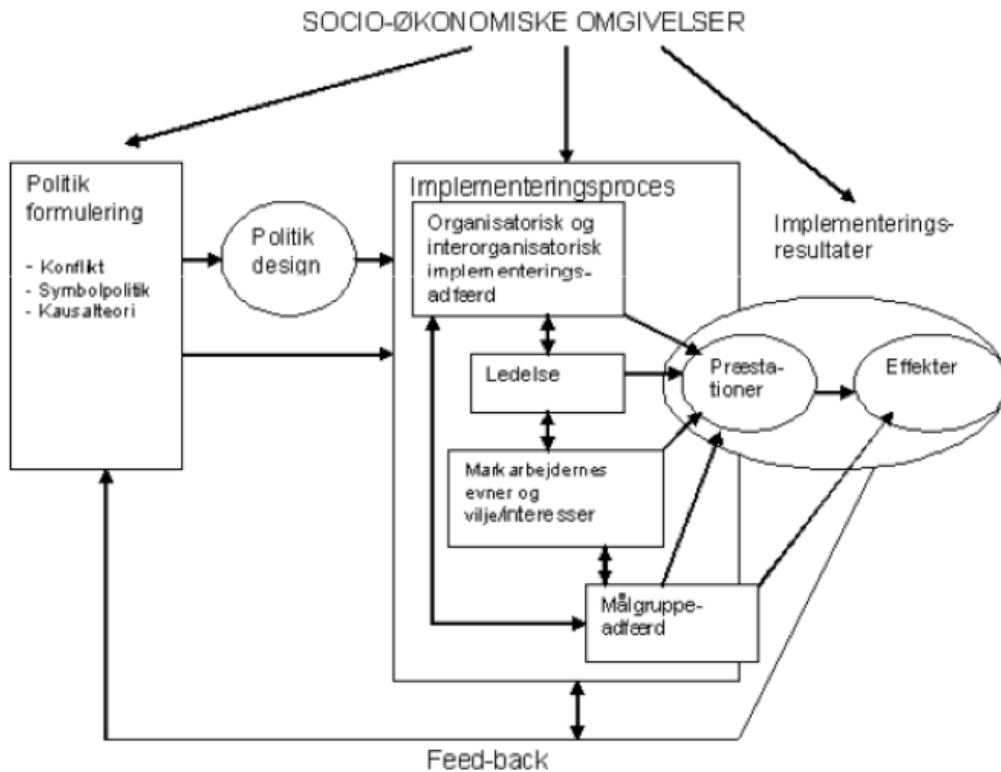 SOCIO-ØKONOMISKE OMGIVELSER
Politik
formulering
- Konflikt
- Symbolpolitik
- Kausalteori
Politik
design
Implementeringsproces
Organisatorisk og
interorganisatorisk
implementerings-
adfærd
Ledelse
Markarbejdernes
evner og
vilje/interesser
Målgruppe-
adfærd
Implementerings-
resultater
Præsta-
tioner
Effekter
Feed-back